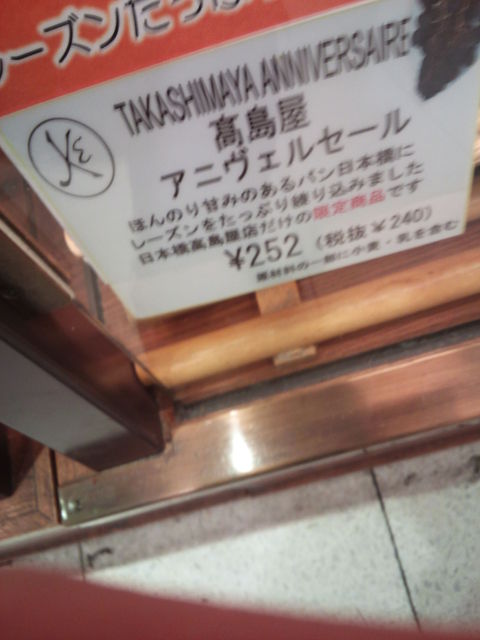 レーズンたっぷ
TAKASHIMAYA ANNIVERSAIRE
高島屋
アニヴェルセール
ほんのり甘みのあるパン日本橋に
レーズンをたっぷり練り込みました
日本橋高島屋店だけの限定商品です
¥252（税抜¥240）
原材料の一部に小麦・乳を含む